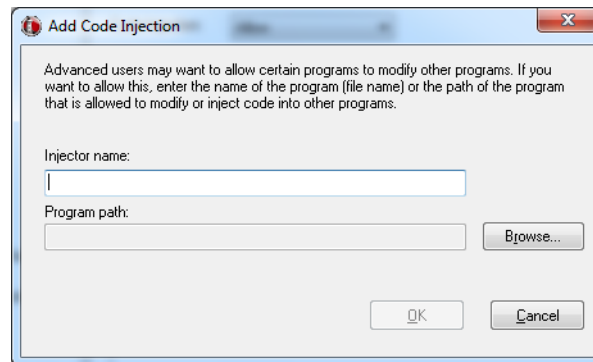 Add Code Injection
Advanced users may want to allow certain programs to modify other programs. If you
want to allow this, enter the name of the program (file name) or the path of the program
that is allowed to modify or inject code into other programs.
Injector name:
Program path:
Browse...
OK
Cancel